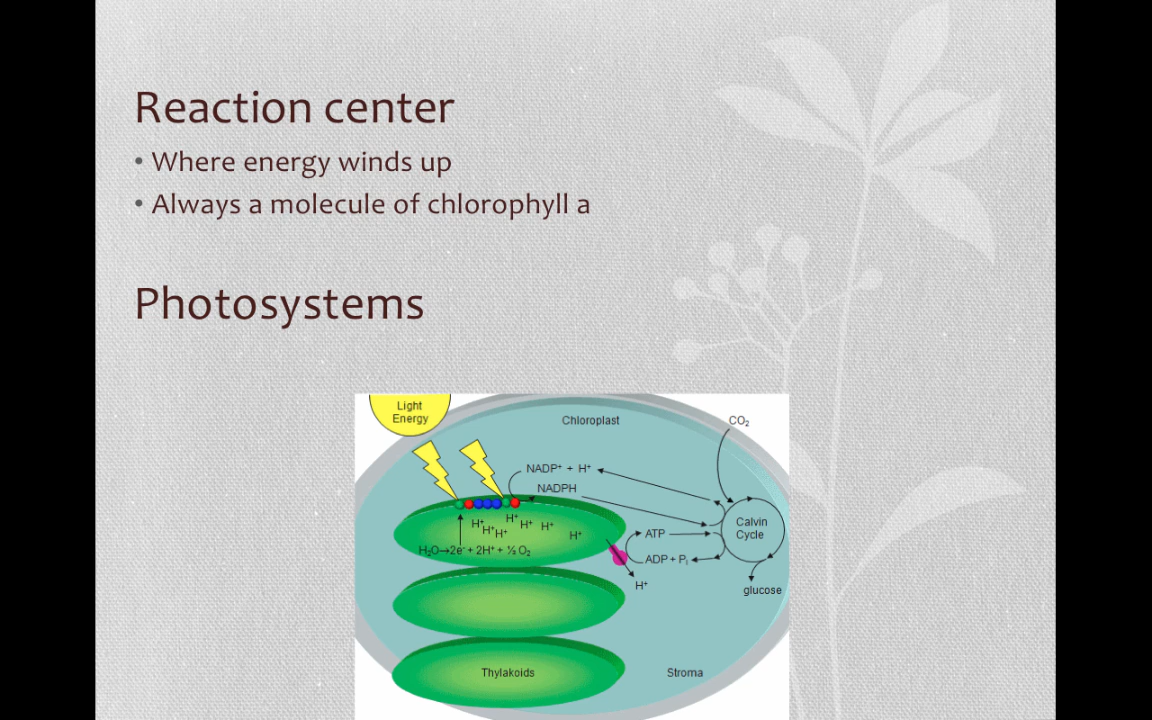 Reaction center
• Where energy winds up
• Always a molecule of chlorophyll a
Photosystems
Light
Energy
Chloroplast
CO₂
NADP⁺ + H⁺
NADPH
H⁺
H⁺
H⁺
H⁺
H⁺
H⁺
H⁺
H₂O→2e⁻ + 2H⁺ + ½ O₂
ATP
ADP + Pᵢ
H⁺
Calvin
Cycle
glucose
Thylakoids
Stroma